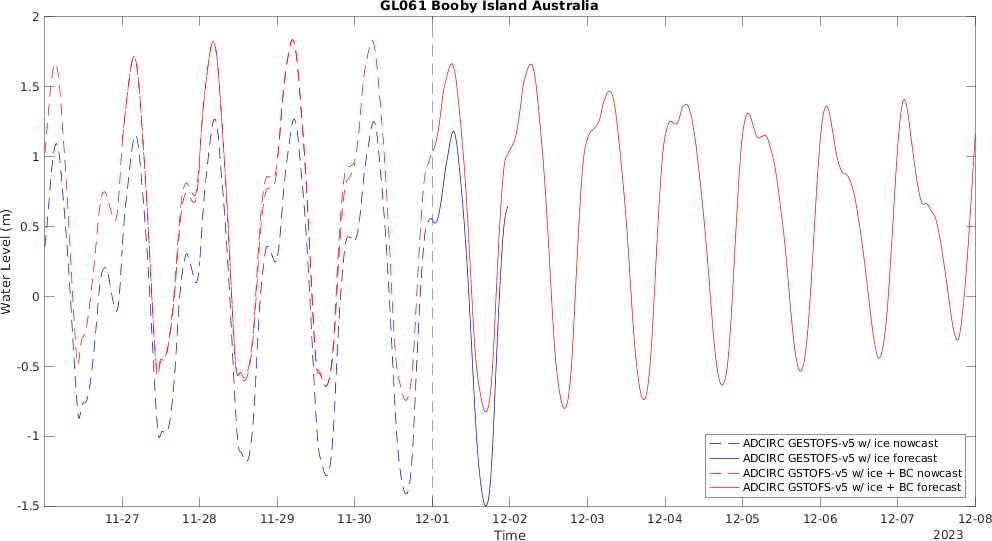 GL061 Booby Island Australia
Water Level (m)
2
1.5
1
0.5
0
-0.5
-1
-1.5
ADCIRC GESTOFS-v5 w/ ice nowcast
ADCIRC GESTOFS-v5 w/ ice forecast
ADCIRC GSTOFS-v5 w/ ice + BC nowcast
ADCIRC GSTOFS-v5 w/ ice + BC forecast
11-27 11-28 11-29 11-30 12-01 12-02 12-03 12-04 12-05 12-06 12-07 12-08
Time
2023